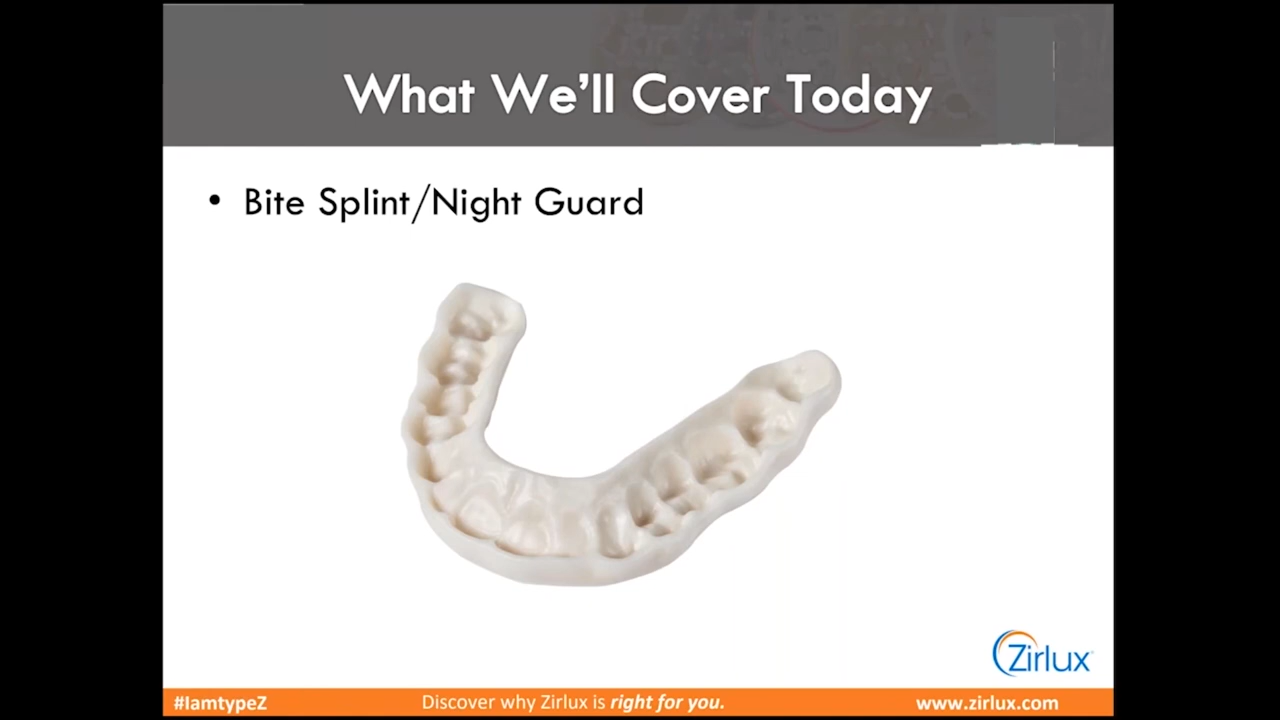 What We'll Cover Today
• Bite Splint/Night Guard
Zirlux
#IamtypeZ
Discover why Zirlux is right for you.
www.zirlux.com